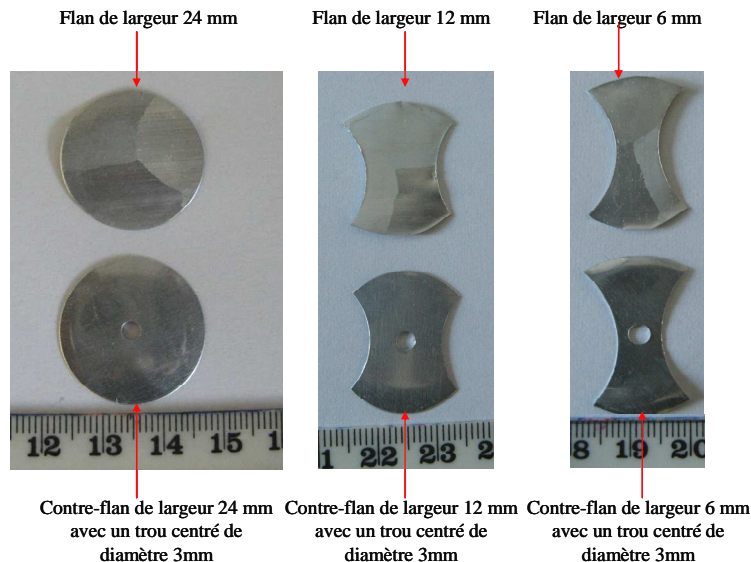 Flan de largeur 24 mm
Flan de largeur 12 mm
Flan de largeur 6 mm
12 13 14 15 1
1 22 23 2
8 19 20
Contre-flan de largeur 24 mm
avec un trou centré de
diamètre 3mm
Contre-flan de largeur 12 mm
avec un trou centré de
diamètre 3mm
Contre-flan de largeur 6 mm
avec un trou centré de
diamètre 3mm